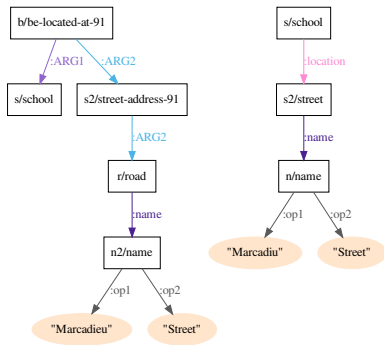 b/be-located-at-91
s/school
:ARG1
:ARG2
:location
s/school
s2/street-address-91
s2/street
:ARG2
:name
r/road
n/name
:name
:op1
:op2
n2/name
"Marcadiu"
"Street"
:op1
:op2
"Marcadieu"
"Street"